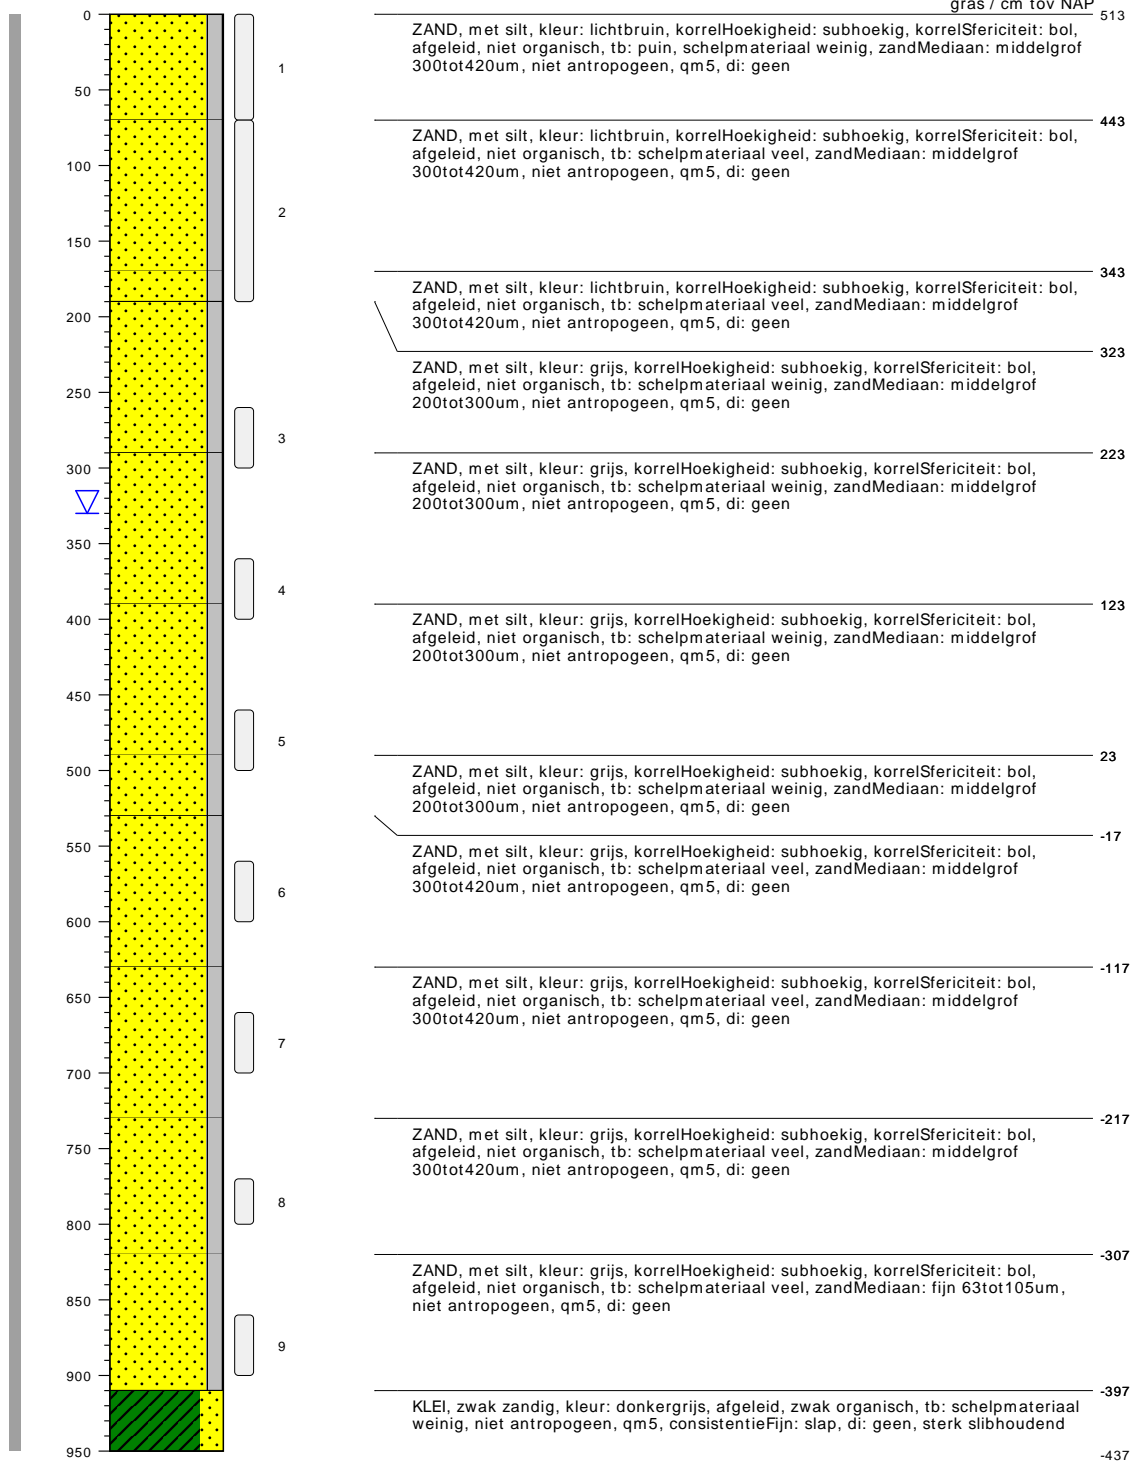 gras / cm tov NAP
0
513
ZAND, met silt, kleur: lichtbruin, korrelHoekigheid: subhoekig, korrelSfericiteit: bol,
afgeleid, niet organisch, tb: puin, schelpmateriaal weinig, zandMediaan: middelgrof
300tot420um, niet antropogeen, qm5, di: geen
1
50
443
ZAND, met silt, kleur: lichtbruin, korrelHoekigheid: subhoekig, korrelSfericiteit: bol,
afgeleid, niet organisch, tb: schelpmateriaal veel, zandMediaan: middelgrof
300tot420um, niet antropogeen, qm5, di: geen
100
2
150
343
ZAND, met silt, kleur: lichtbruin, korrelHoekigheid: subhoekig, korrelSfericiteit: bol,
afgeleid, niet organisch, tb: schelpmateriaal veel, zandMediaan: middelgrof
300tot420um, niet antropogeen, qm5, di: geen
200
323
ZAND, met silt, kleur: grijs, korrelHoekigheid: subhoekig, korrelSfericiteit: bol,
afgeleid, niet organisch, tb: schelpmateriaal weinig, zandMediaan: middelgrof
200tot300um, niet antropogeen, qm5, di: geen
250
3
223
ZAND, met silt, kleur: grijs, korrelHoekigheid: subhoekig, korrelSfericiteit: bol,
afgeleid, niet organisch, tb: schelpmateriaal weinig, zandMediaan: middelgrof
200tot300um, niet antropogeen, qm5, di: geen
300
350
4
123
ZAND, met silt, kleur: grijs, korrelHoekigheid: subhoekig, korrelSfericiteit: bol,
afgeleid, niet organisch, tb: schelpmateriaal weinig, zandMediaan: middelgrof
200tot300um, niet antropogeen, qm5, di: geen
400
450
5
23
ZAND, met silt, kleur: grijs, korrelHoekigheid: subhoekig, korrelSfericiteit: bol,
afgeleid, niet organisch, tb: schelpmateriaal weinig, zandMediaan: middelgrof
200tot300um, niet antropogeen, qm5, di: geen
500
-17
ZAND, met silt, kleur: grijs, korrelHoekigheid: subhoekig, korrelSfericiteit: bol,
afgeleid, niet organisch, tb: schelpmateriaal veel, zandMediaan: middelgrof
300tot420um, niet antropogeen, qm5, di: geen
550
6
600
-117
ZAND, met silt, kleur: grijs, korrelHoekigheid: subhoekig, korrelSfericiteit: bol,
afgeleid, niet organisch, tb: schelpmateriaal veel, zandMediaan: middelgrof
300tot420um, niet antropogeen, qm5, di: geen
650
7
700
-217
ZAND, met silt, kleur: grijs, korrelHoekigheid: subhoekig, korrelSfericiteit: bol,
afgeleid, niet organisch, tb: schelpmateriaal veel, zandMediaan: middelgrof
300tot420um, niet antropogeen, qm5, di: geen
750
8
800
-307
ZAND, met silt, kleur: grijs, korrelHoekigheid: subhoekig, korrelSfericiteit: bol,
afgeleid, niet organisch, tb: schelpmateriaal veel, zandMediaan: fijn 63tot105um,
niet antropogeen, qm5, di: geen
850
9
900
-397
KLEI, zwak zandig, kleur: donkergrijs, afgeleid, zwak organisch, tb: schelpmateriaal
weinig, niet antropogeen, qm5, consistentieFijn: slap, di: geen, sterk slibhoudend
950
-437